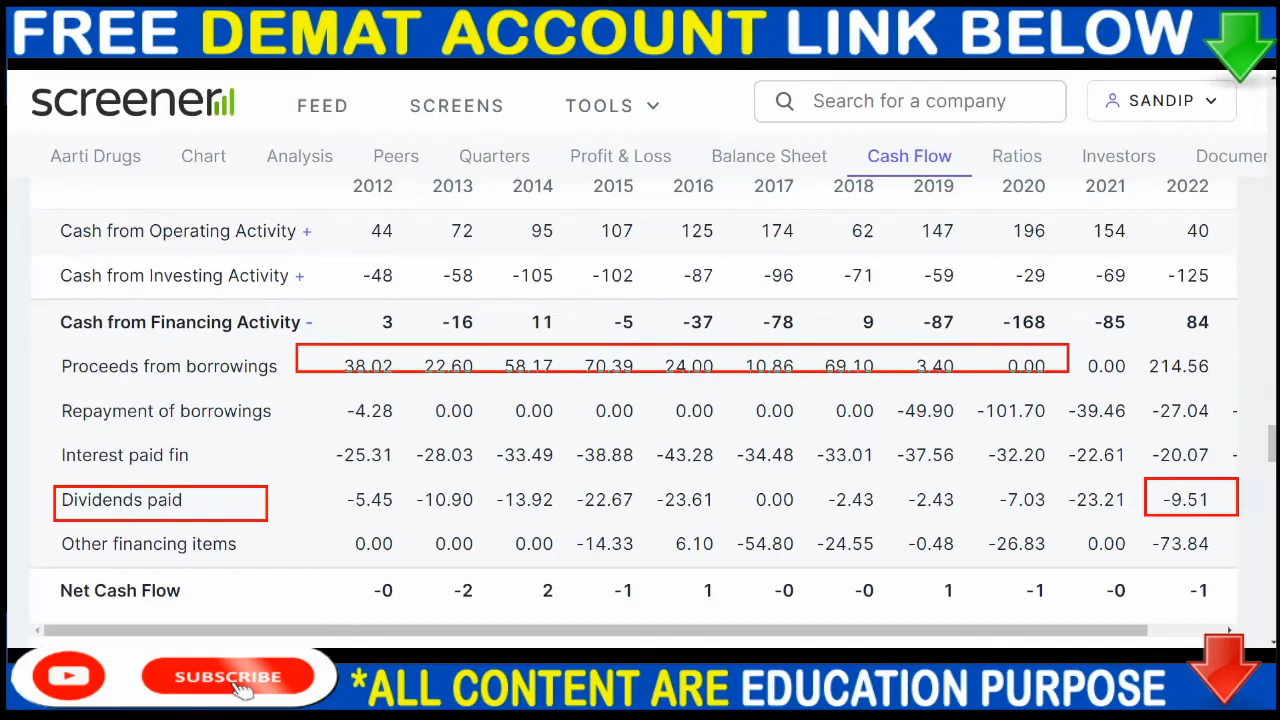 FREE DEMAT ACCOUNT LINK BELOW
screener FEED SCREENS TOOLS Search for a company SANDIP
Aarti Drugs Chart Analysis Peers Quarters Profit & Loss Balance Sheet Cash Flow Ratios Investors Documen
2012 2013 2014 2015 2016 2017 2018 2019 2020 2021 2022
Cash from Operating Activity + 44 72 95 107 125 174 62 147 196 154 40
Cash from Investing Activity + -48 -58 -105 -102 -87 -96 -71 -59 -29 -69 -125
Cash from Financing Activity - 3 -16 11 -5 -37 -78 9 -87 -168 -85 84
Proceeds from borrowings 38.02 22.60 58.17 70.39 24.00 10.86 69.10 3.40 0.00 0.00 214.56
Repayment of borrowings -4.28 0.00 0.00 0.00 0.00 0.00 0.00 -49.90 -101.70 -39.46 -27.04 -
Interest paid fin -25.31 -28.03 -33.49 -38.88 -43.28 -34.48 -33.01 -37.56 -32.20 -22.61 -20.07 -
Dividends paid -5.45 -10.90 -13.92 -22.67 -23.61 0.00 -2.43 -2.43 -7.03 -23.21 -9.51
Other financing items 0.00 0.00 0.00 -14.33 6.10 -54.80 -24.55 -0.48 -26.83 0.00 -73.84
Net Cash Flow -0 -2 2 -1 1 -0 -0 1 -1 -0 -1
SUBSCRIBE *ALL CONTENT ARE EDUCATION PURPOSE